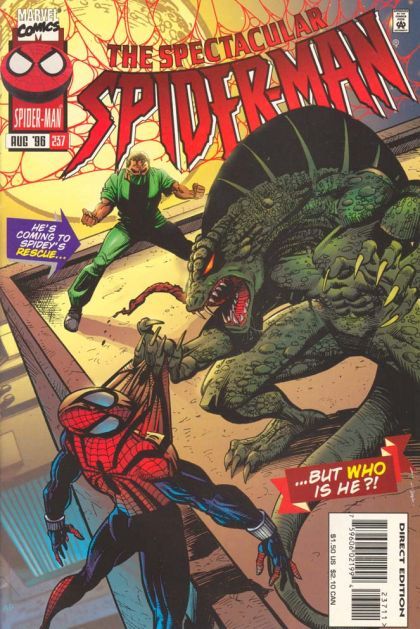 MARVEL
COMICS
SPIDER-MAN
AUG '96 237
THE SPECTACULAR
SPIDER-MAN
HE'S
COMING TO
SPIDEY'S
RESCUE...
...BUT WHO
IS HE?!
DIRECT EDITION
$1.50 US $2.10 CAN
23711